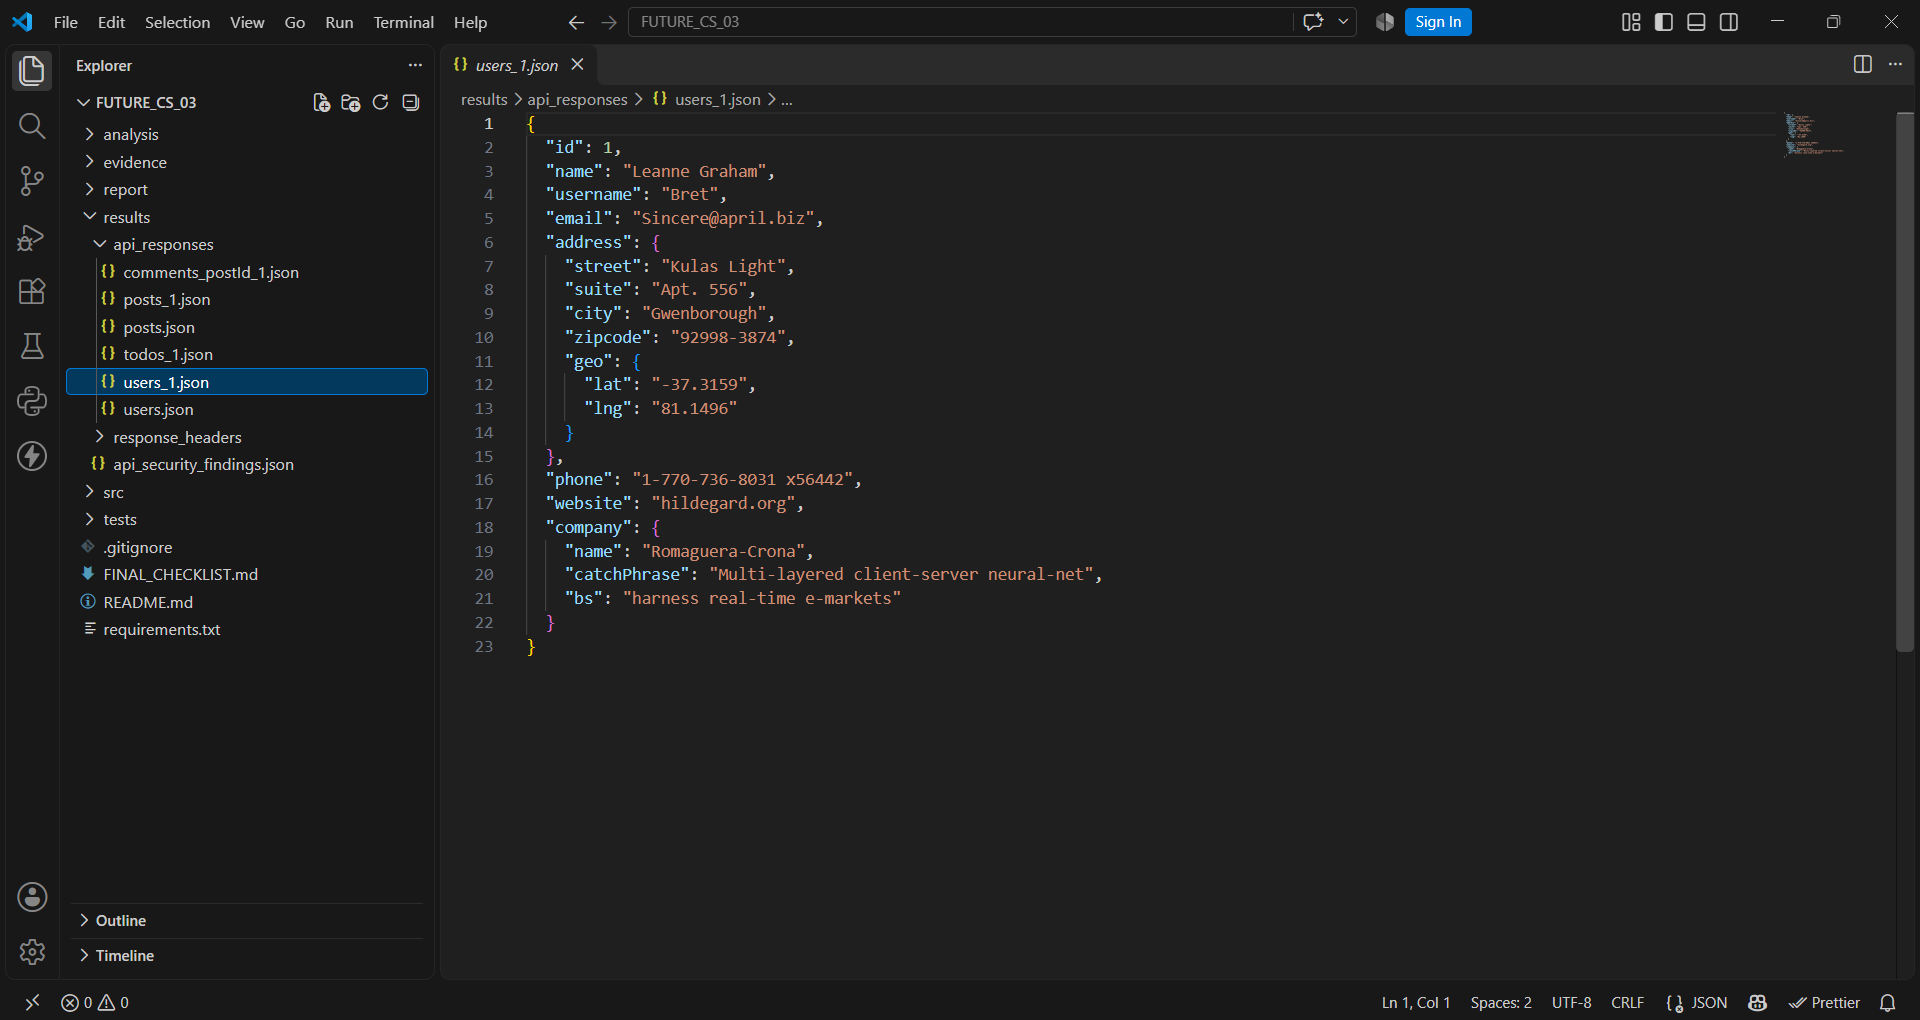 File Edit Selection View Go Run Terminal Help
FUTURE_CS_03
Sign In
Explorer
FUTURE_CS_03
analysis
evidence
report
results
api_responses
comments_postId_1.json
posts_1.json
posts.json
todos_1.json
users_1.json
users.json
response_headers
api_security_findings.json
src
tests
.gitignore
FINAL_CHECKLIST.md
README.md
requirements.txt
Outline
Timeline
users_1.json
results > api_responses > {} users_1.json > ...
1 {
2 "id": 1,
3 "name": "Leanne Graham",
4 "username": "Bret",
5 "email": "Sincere@april.biz",
6 "address": {
7 "street": "Kulas Light",
8 "suite": "Apt. 556",
9 "city": "Gwenborough",
10 "zipcode": "92998-3874",
11 "geo": {
12 "lat": "-37.3159",
13 "lng": "81.1496"
14 }
15 },
16 "phone": "1-770-736-8031 x56442",
17 "website": "hildegard.org",
18 "company": {
19 "name": "Romaguera-Crona",
20 "catchPhrase": "Multi-layered client-server neural-net",
21 "bs": "harness real-time e-markets"
22 }
23 }
0 0
Ln 1, Col 1 Spaces: 2 UTF-8 CRLF {} JSON Prettier